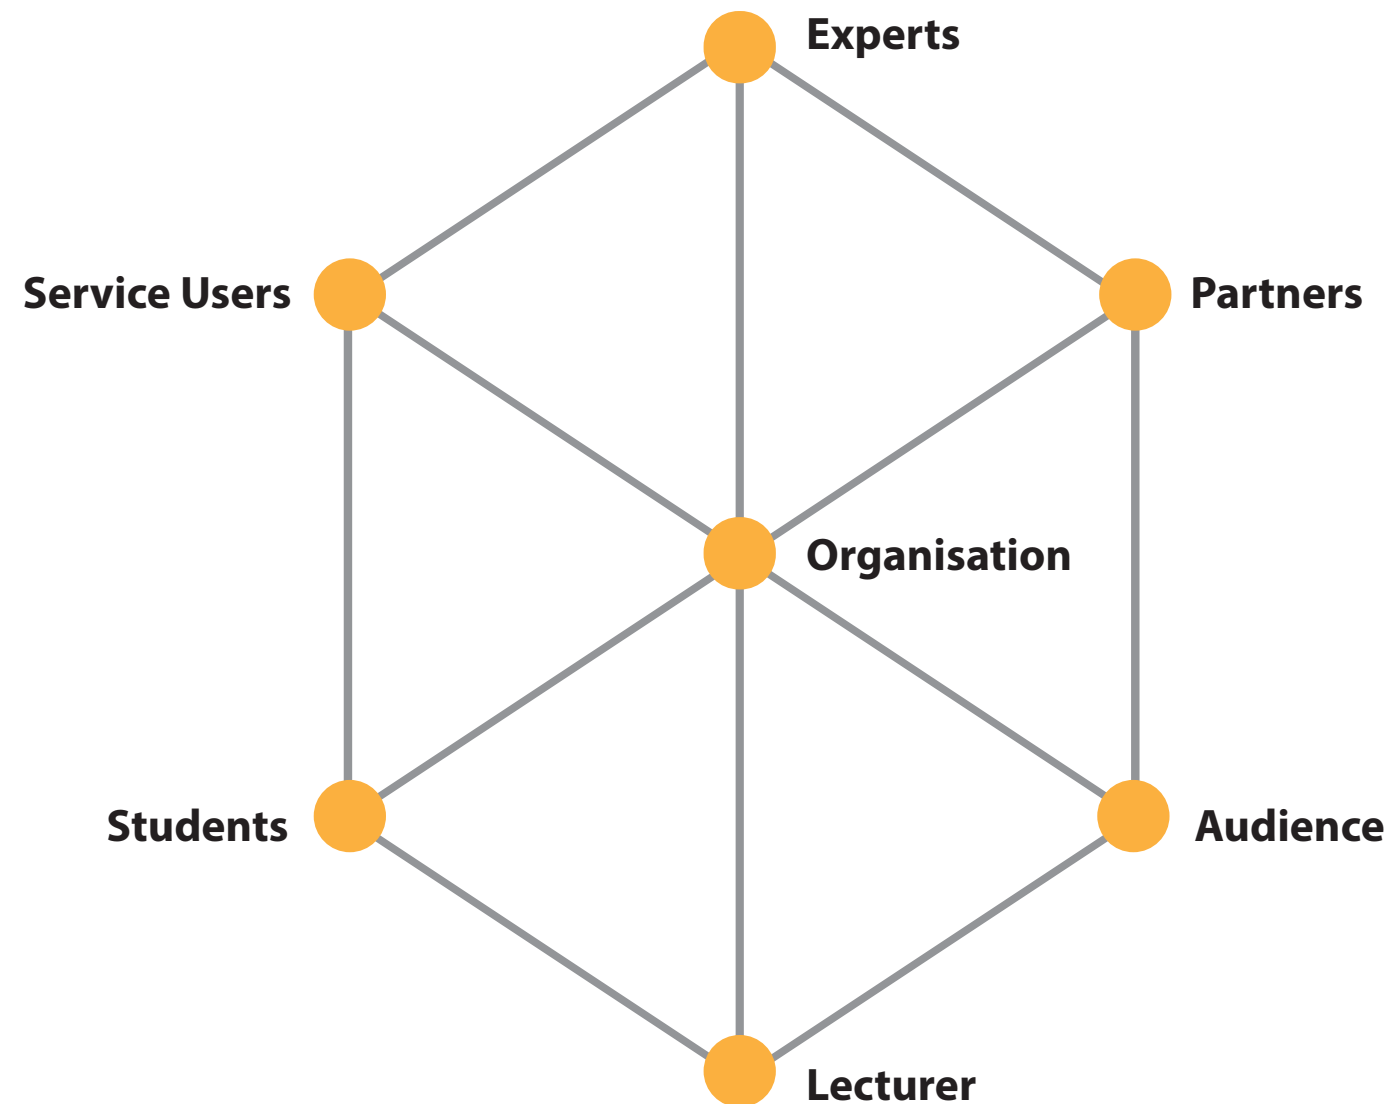 Experts
Service Users
Partners
Organisation
Students
Audience
Lecturer